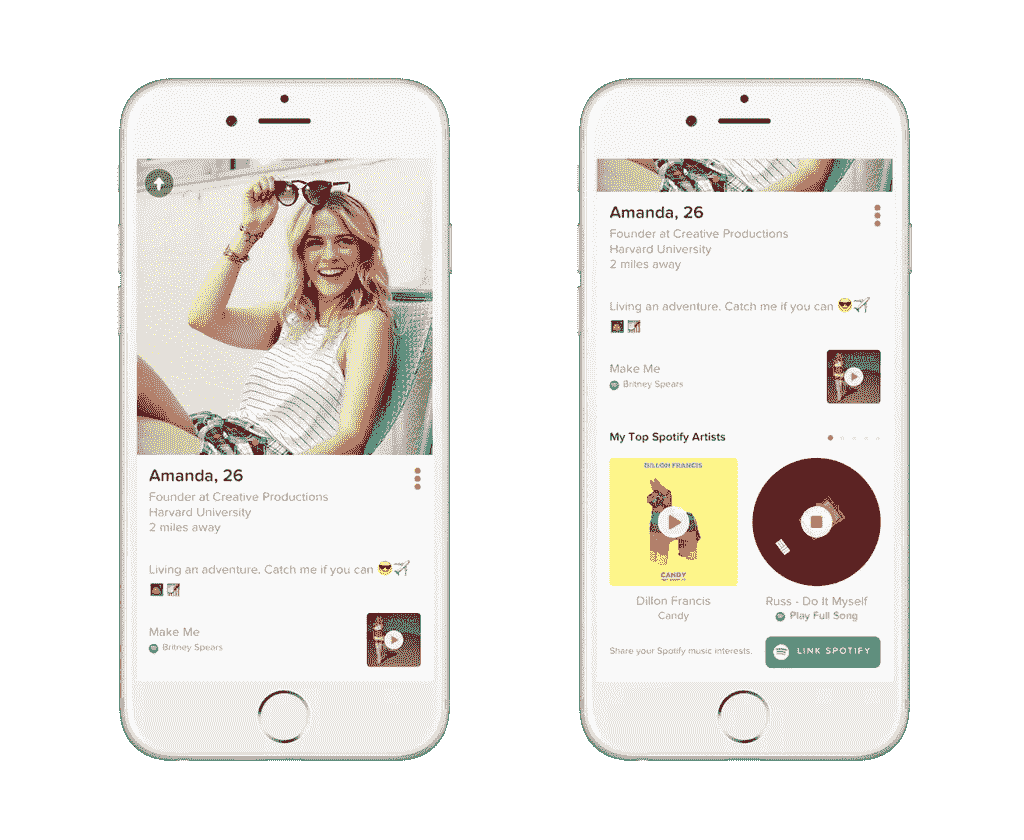 Amanda, 26
Founder at Creative Productions
Harvard University
2 miles away
Living an adventure. Catch me if you can 😎✈
Make Me
Britney Spears
Amanda, 26
Founder at Creative Productions
Harvard University
2 miles away
Living an adventure. Catch me if you can 😎✈
Make Me
Britney Spears
My Top Spotify Artists
DILLON FRANCIS
CANDY
Dillon Francis
Candy
Russ - Do It Myself
Play Full Song
Share your Spotify music interests.
LINK SPOTIFY